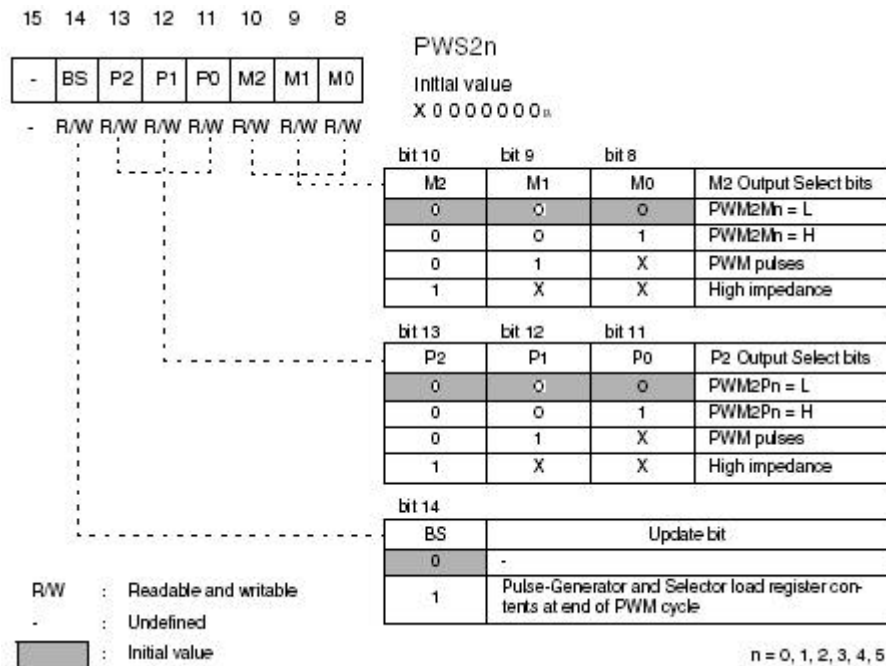 15 14 13 12 11 10 9 8
PWS2n
- BS P2 P1 P0 M2 M1 M0
Initial value
X 0 0 0 0 0 0 0 B
- R/W R/W R/W R/W R/W R/W R/W
bit 10 bit 9 bit 8
M2 M1 M0 M2 Output Select bits
0 0 0 PWM2Mn = L
0 0 1 PWM2Mn = H
0 1 X PWM pulses
1 X X High impedance
bit 13 bit 12 bit 11
P2 P1 P0 P2 Output Select bits
0 0 0 PWM2Pn = L
0 0 1 PWM2Pn = H
0 1 X PWM pulses
1 X X High impedance
bit 14
BS Update bit
0 -
1 Pulse-Generator and Selector load register con-
tents at end of PWM cycle
R/W : Readable and writable
- : Undefined
: Initial value
n = 0, 1, 2, 3, 4, 5